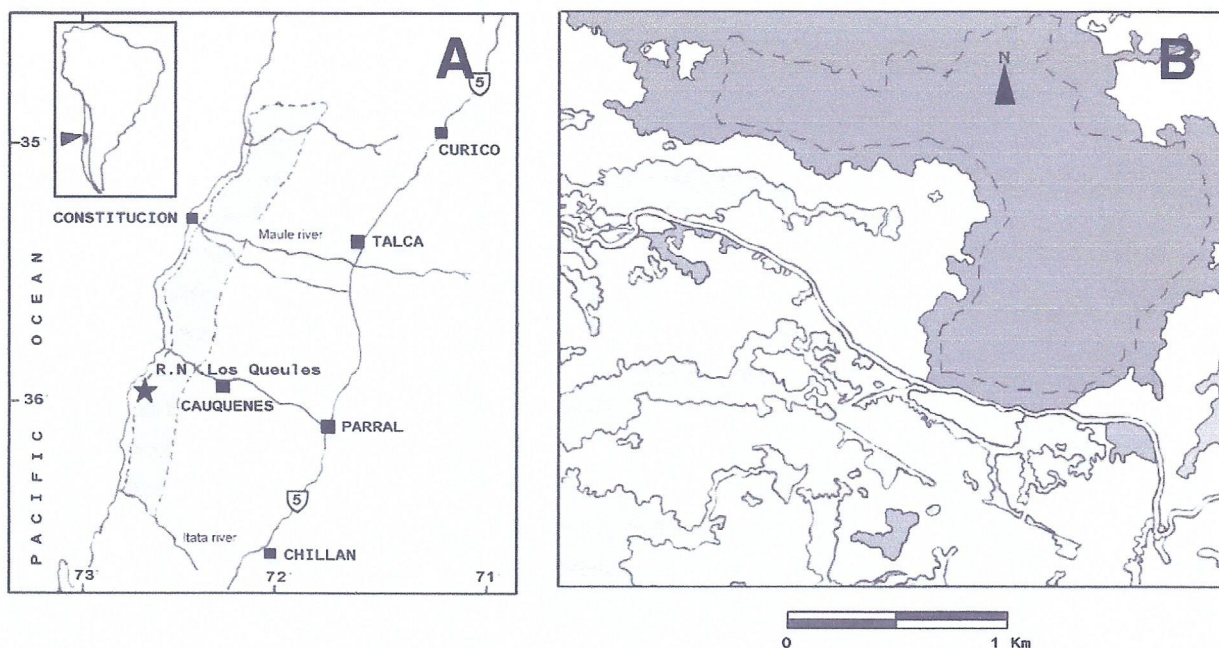 A
5
35°
CURICO
CONSTITUCION
Maule river
TALCA
PACIFIC OCEAN
R.N Los Queules
36°
CAUQUENES
PARRAL
5
Itata river
CHILLAN
73° 72° 71°
B
N
0 1 Km